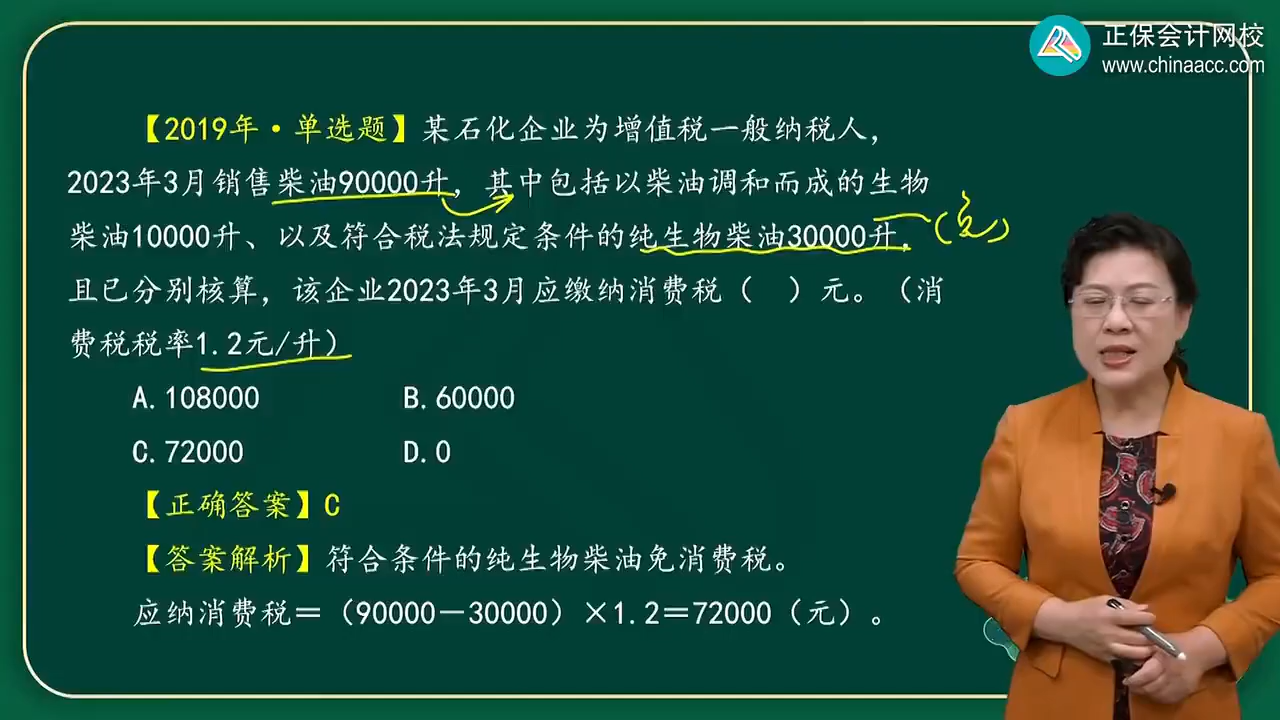 正保会计网校
www.chinaacc.com
【2019年·单选题】某石化企业为增值税一般纳税人，
2023年3月销售柴油90000升，其中包括以柴油调和而成的生物
柴油10000升、以及符合税法规定条件的纯生物柴油30000升，
（免）
且已分别核算，该企业2023年3月应缴纳消费税（ ）元。（消
费税税率1.2元/升）
A.108000 B.60000
C.72000 D.0
【正确答案】C
【答案解析】符合条件的纯生物柴油免消费税。
应纳消费税＝（90000－30000）×1.2＝72000（元）。